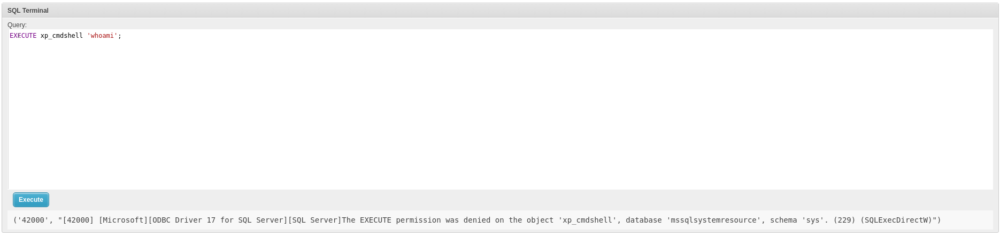 SQL Terminal
Query:
EXECUTE xp_cmdshell 'whoami';
Execute
('42000', "[42000] [Microsoft][ODBC Driver 17 for SQL Server][SQL Server]The EXECUTE permission was denied on the object 'xp_cmdshell', database 'mssqlsystemresource', schema 'sys'. (229) (SQLExecDirectW)")